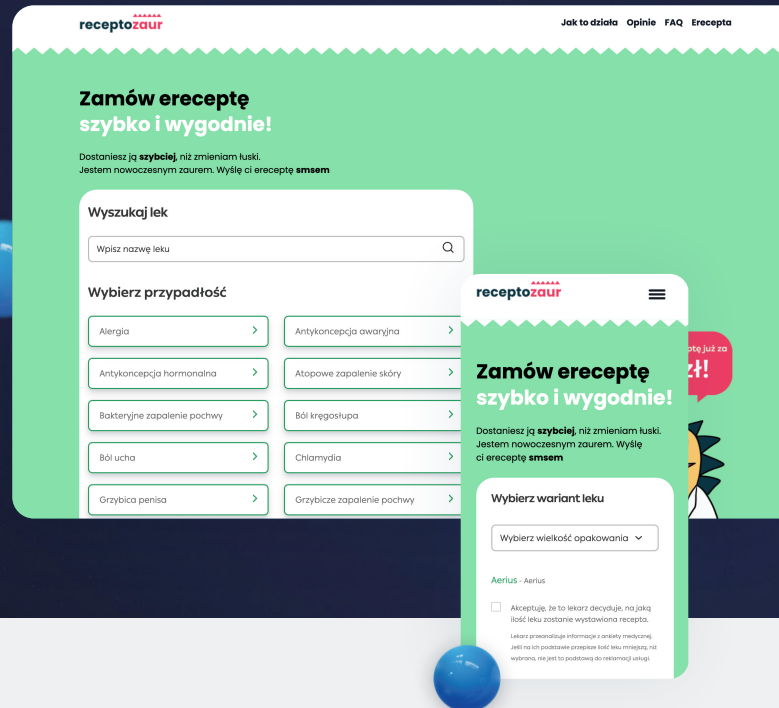 receptozaur
Jak to działa Opinie FAQ Erecepta
Zamów ereceptę
szybko i wygodnie!
Dostaniesz ją szybciej, niż zmieniam łuski.
Jestem nowoczesnym zaurem. Wyślę ci ereceptę smsem
Wyszukaj lek
Wpisz nazwę leku
Wybierz przypadłość
Alergia
Antykoncepcja awaryjna
Antykoncepcja hormonalna
Atopowe zapalenie skóry
Bakteryjne zapalenie pochwy
Ból kręgosłupa
Ból ucha
Chlamydia
Grzybica penisa
Grzybicze zapalenie pochwy
już za
zł!
receptozaur
Zamów ereceptę
szybko i wygodnie!
Dostaniesz ją szybciej, niż zmieniam łuski.
Jestem nowoczesnym zaurem. Wyślę
ci ereceptę smsem
Wybierz wariant leku
Wybierz wielkość opakowania
Aerius - Aerius
Akceptuję, że to lekarz decyduje, na jaką
ilość leku zostanie wystawiona recepta.
Lekarz przeanalizuje informacje z ankiety medycznej.
Jeśli na ich podstawie przepisze ilość leku mniejszą, niż
wybrana, nie jest to podstawą do reklamacji usługi.